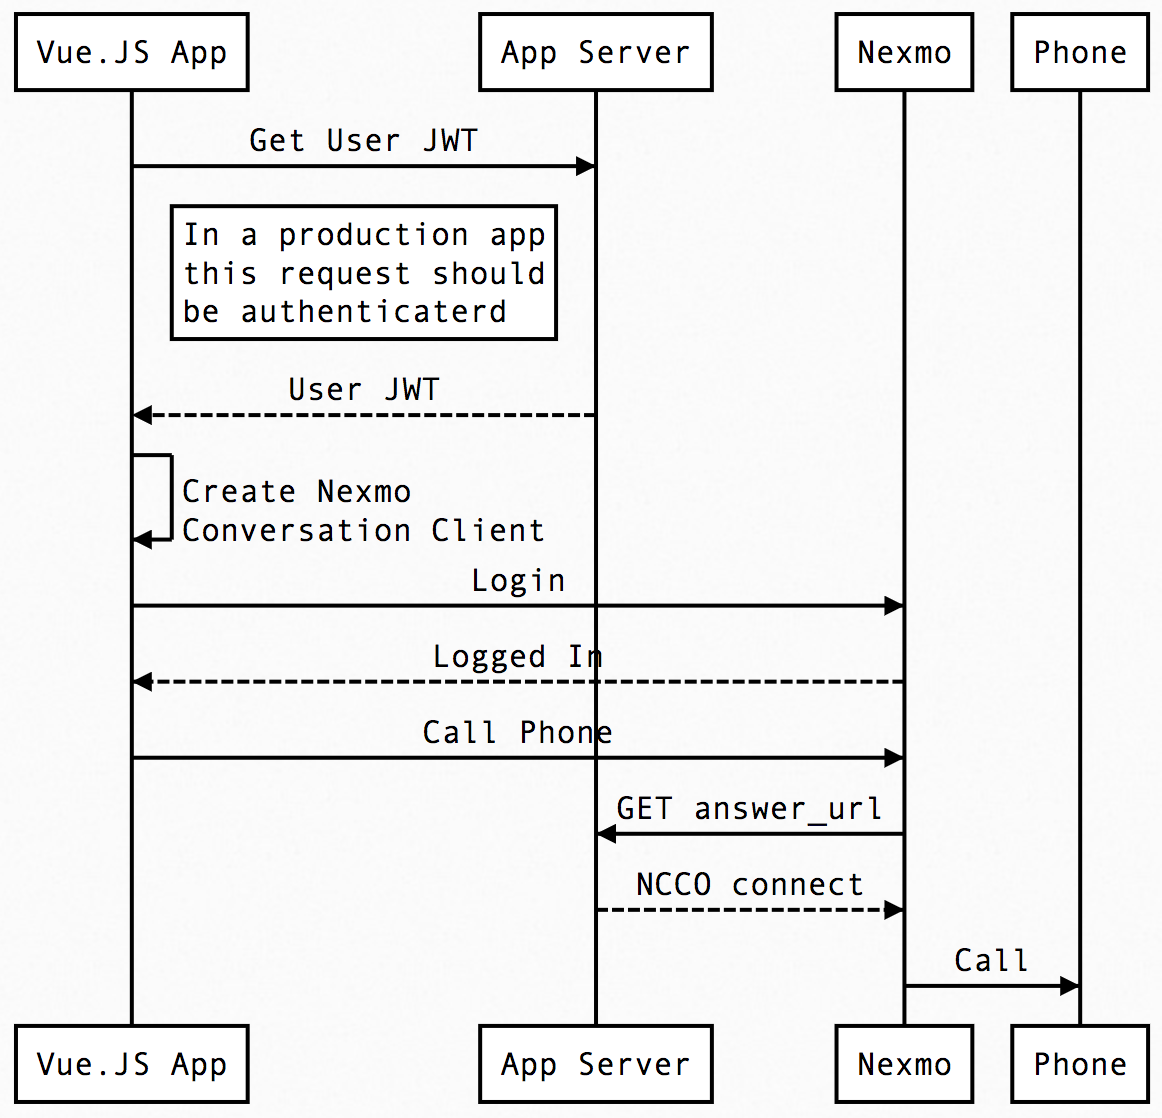 Vue.JS App
App Server
Nexmo
Phone
Get User JWT
In a production app
this request should
be authenticaterd
User JWT
Create Nexmo
Conversation Client
Login
Logged In
Call Phone
GET answer_url
NCCO connect
Call
Vue.JS App
App Server
Nexmo
Phone